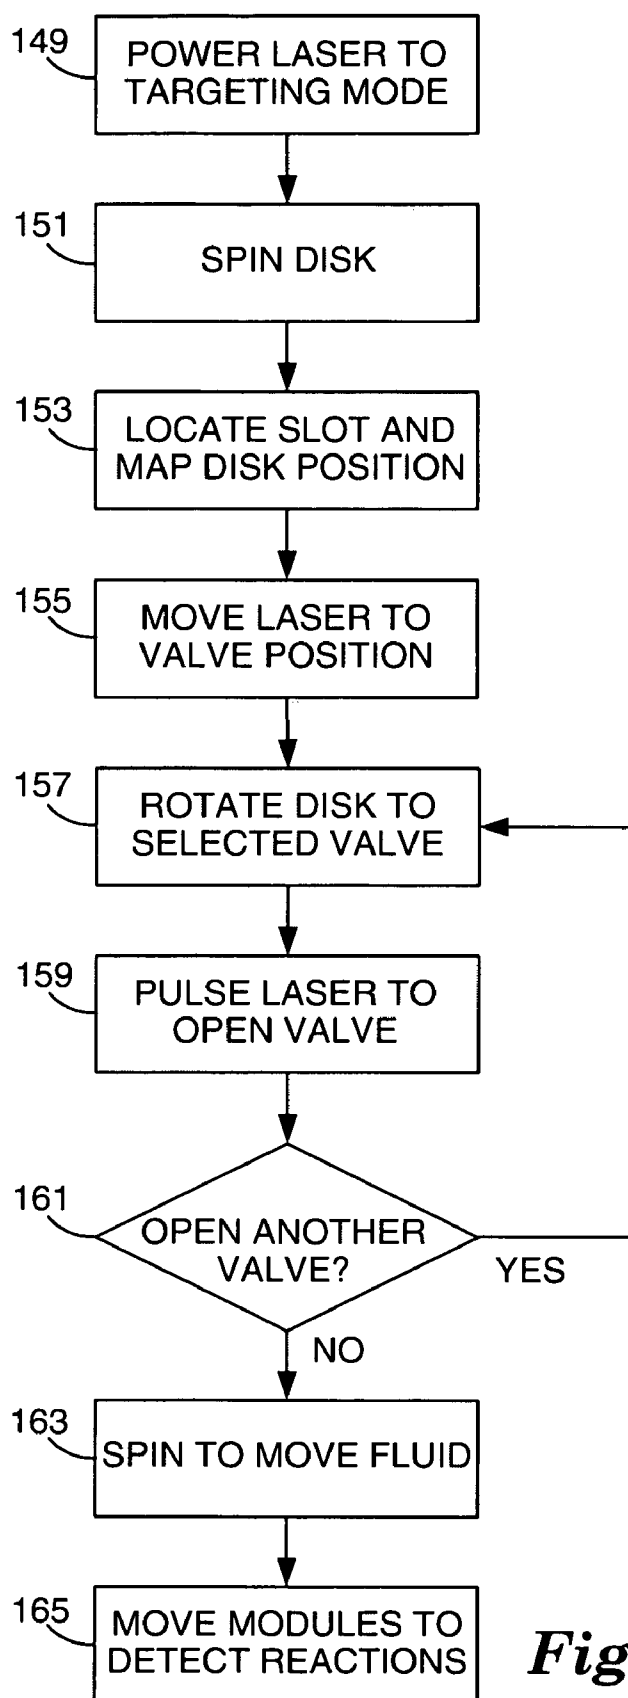 149
POWER LASER TO
TARGETING MODE
151
SPIN DISK
153
LOCATE SLOT AND
MAP DISK POSITION
155
MOVE LASER TO
VALVE POSITION
157
ROTATE DISK TO
SELECTED VALVE
159
PULSE LASER TO
OPEN VALVE
161
OPEN ANOTHER
VALVE?
YES
NO
163
SPIN TO MOVE FLUID
165
MOVE MODULES TO
DETECT REACTIONS
Fig